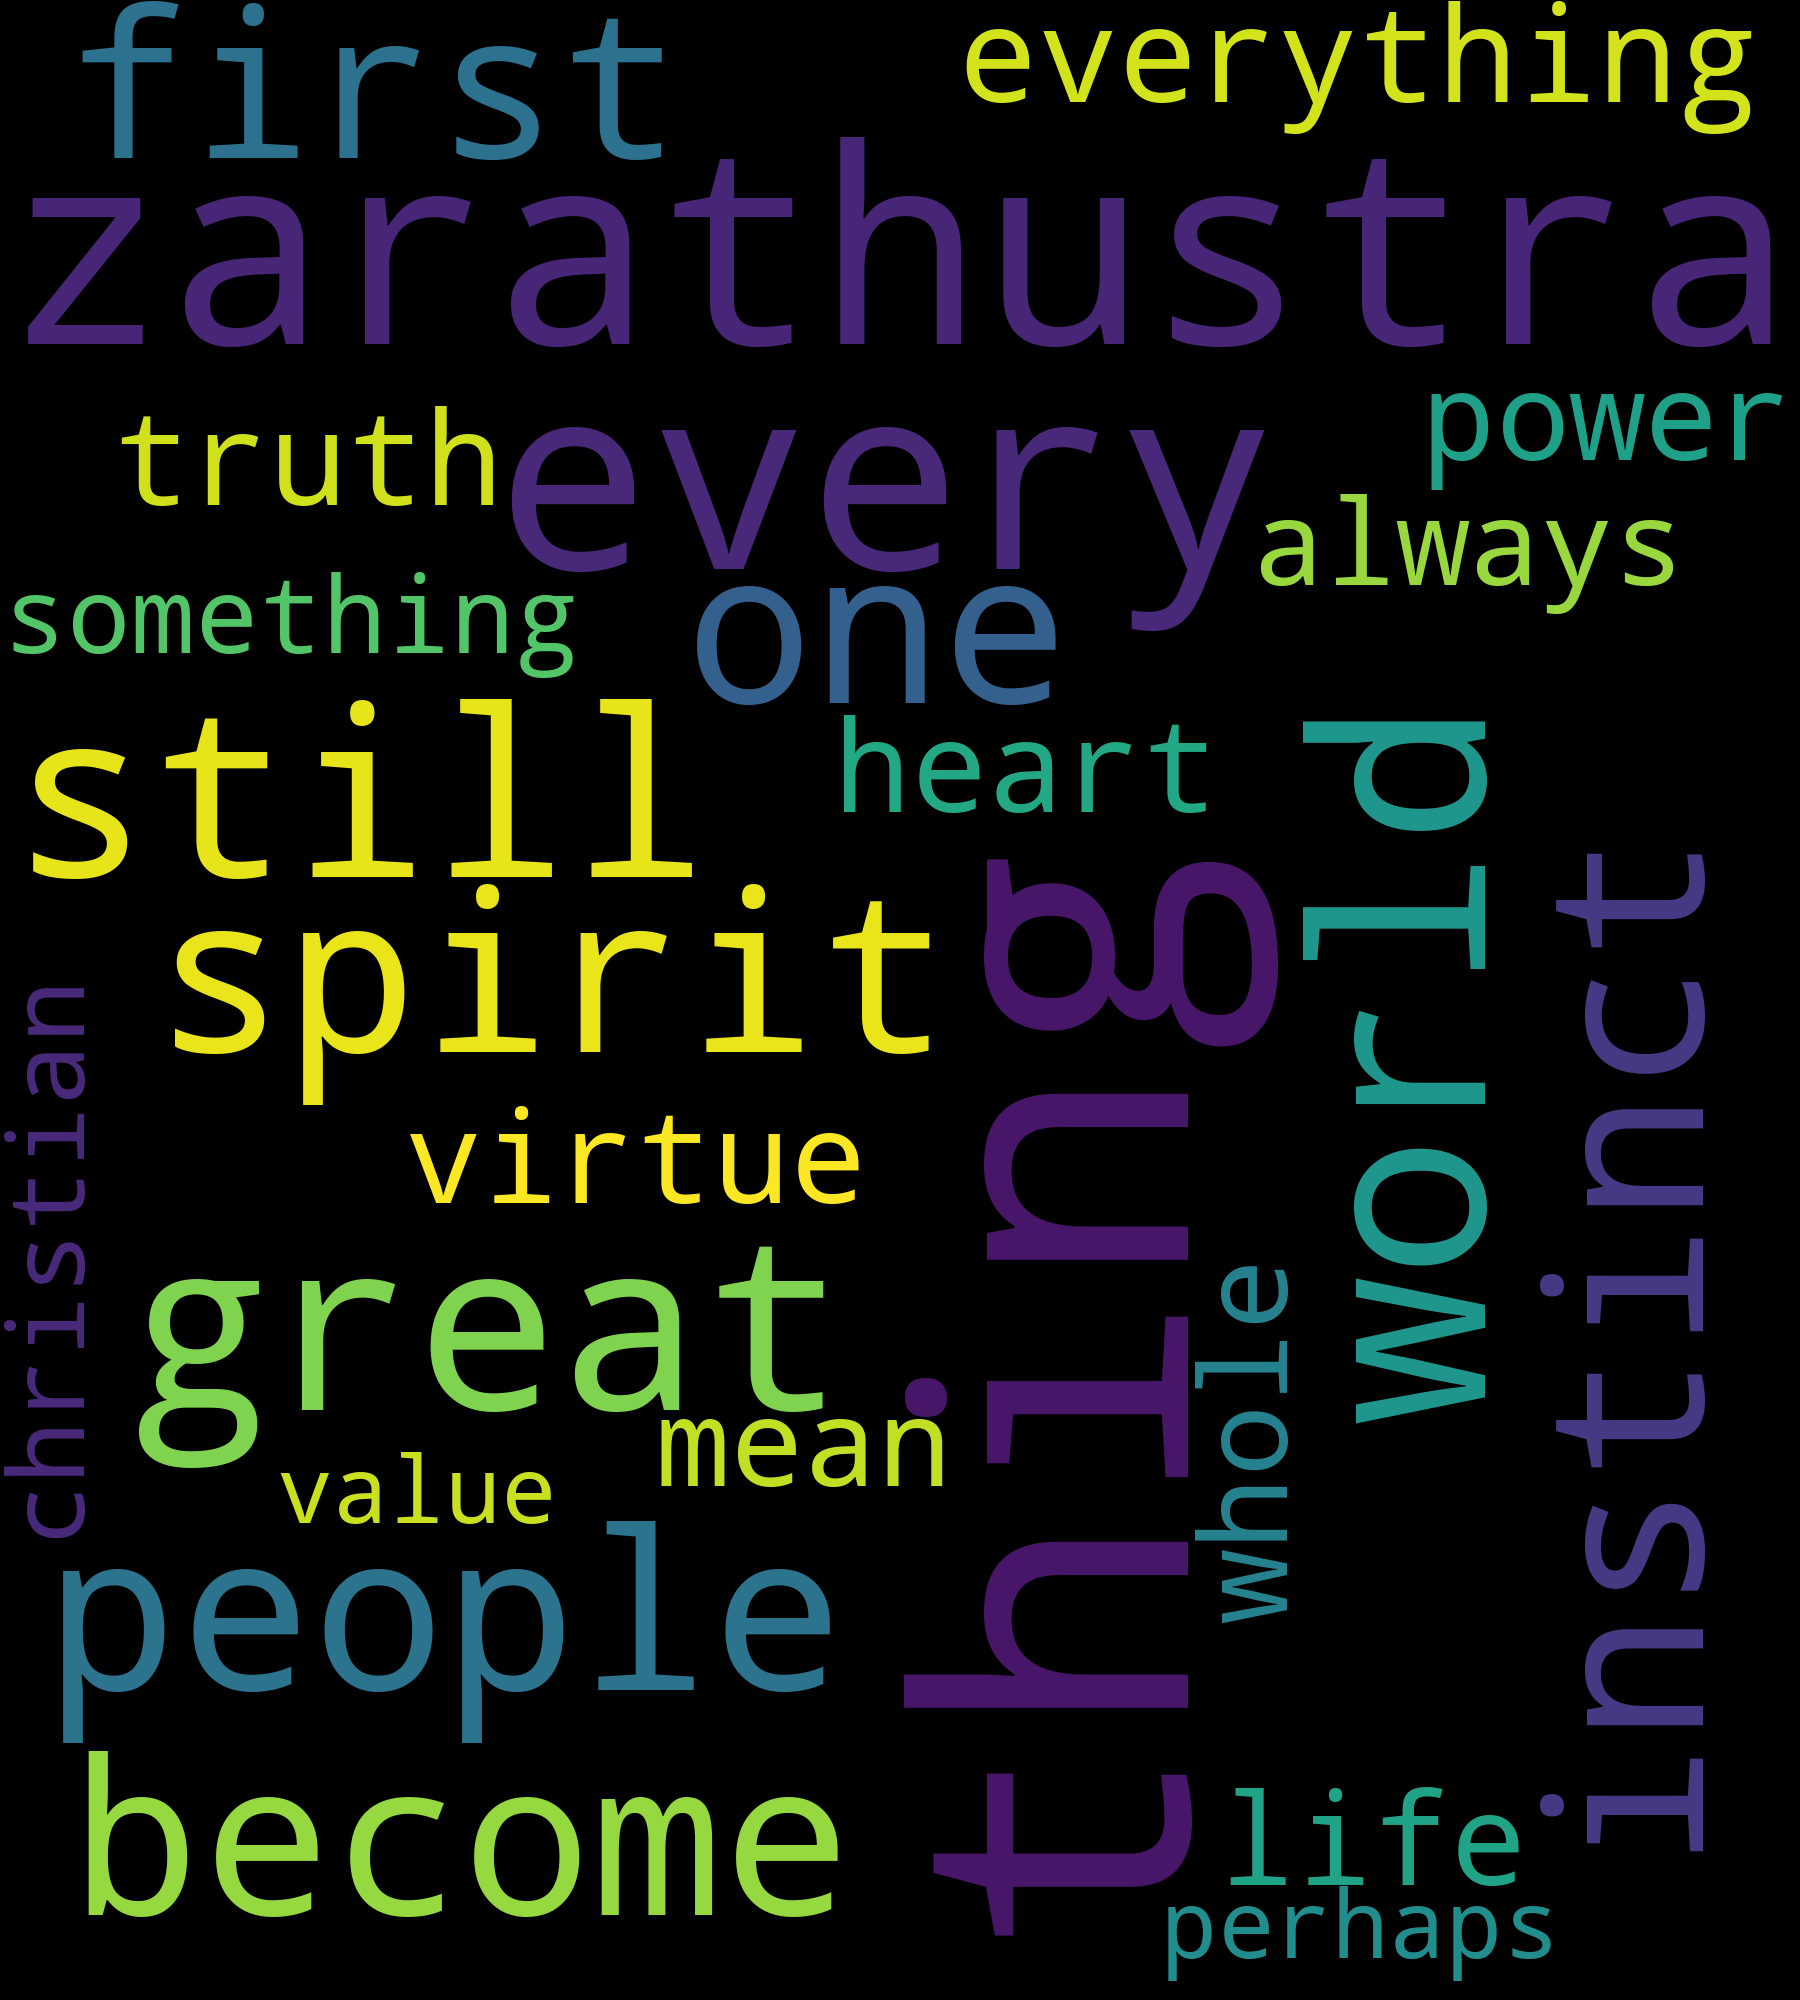 first
everything
zarathustra
truth
every
power
always
something
one
still
heart
world
spirit
thing
instinct
christian
virtue
great
whole
mean
value
people
become
life
perhaps